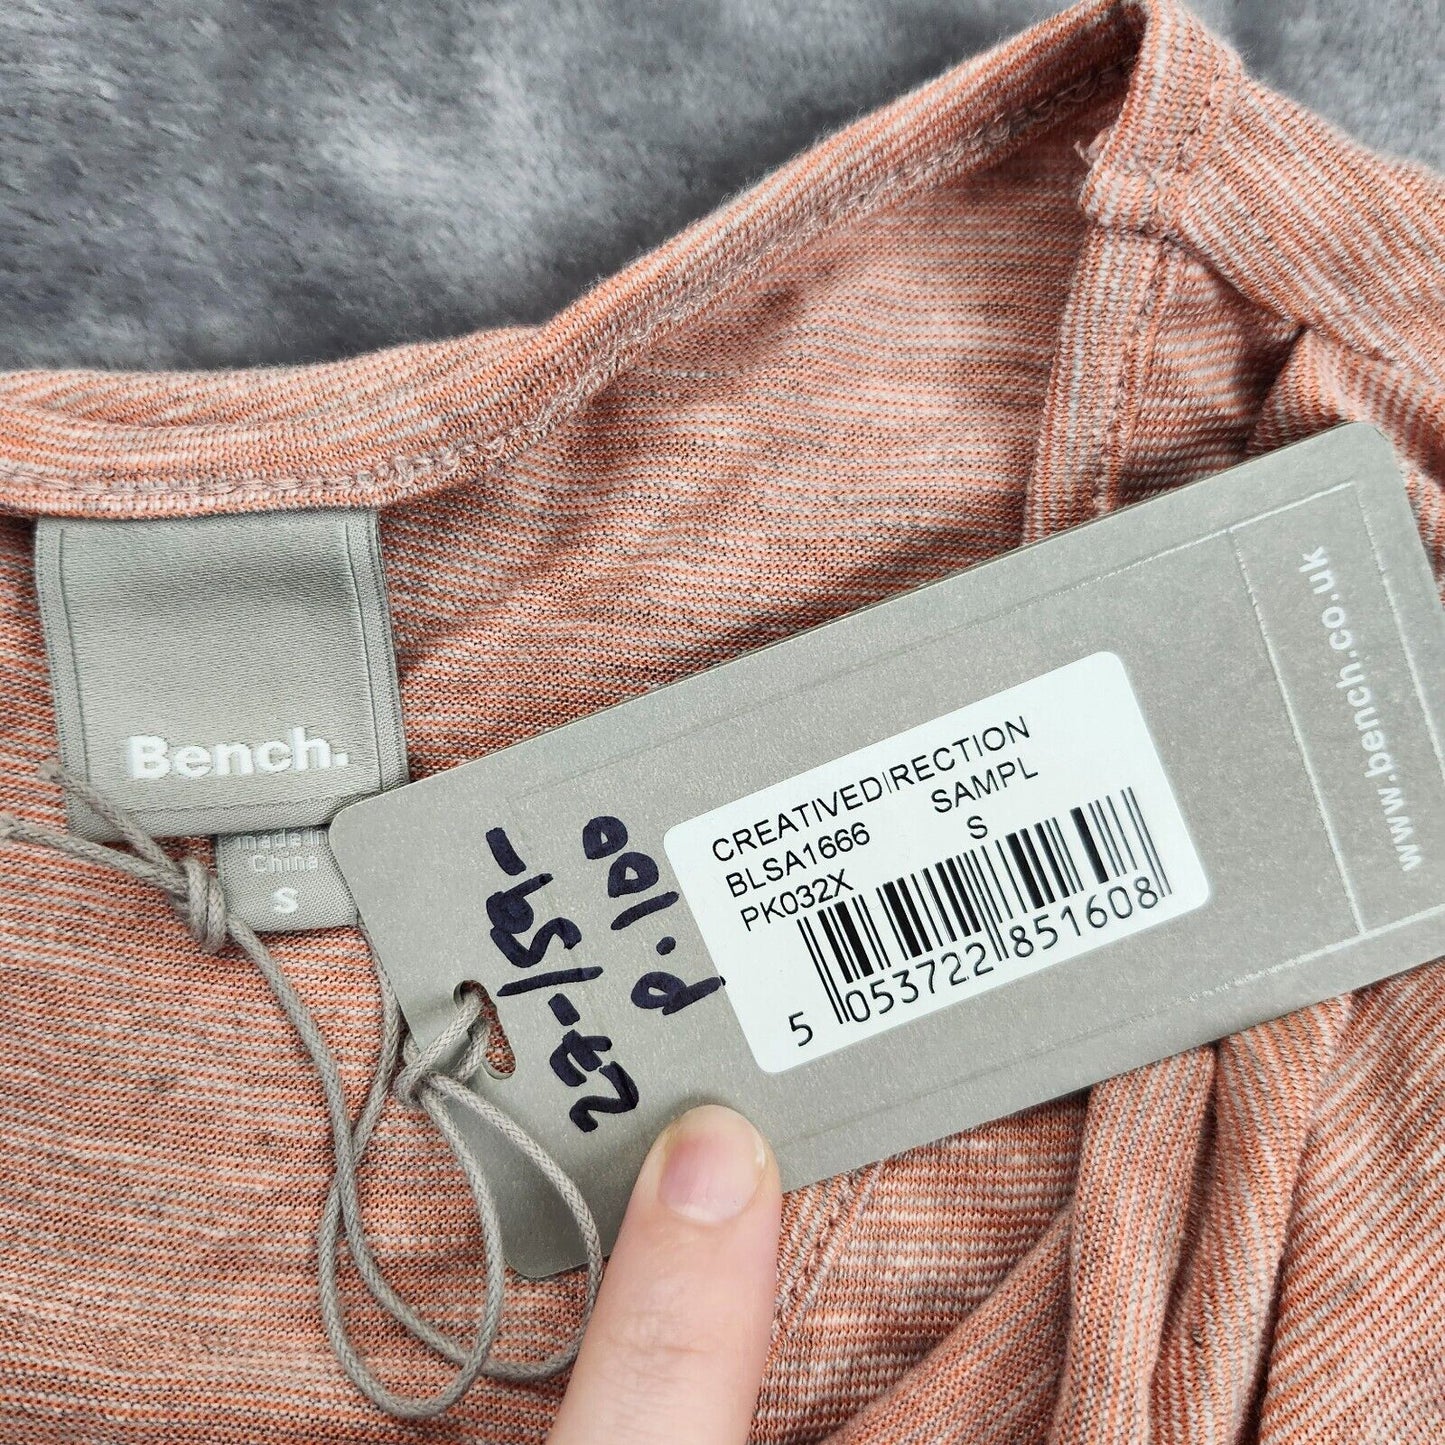 Bench.
made in
China
S
CREATIVEDIRECTION
BLSA1666 SAMPL
PK032X S
5 053722 851608
www.bench.co.uk